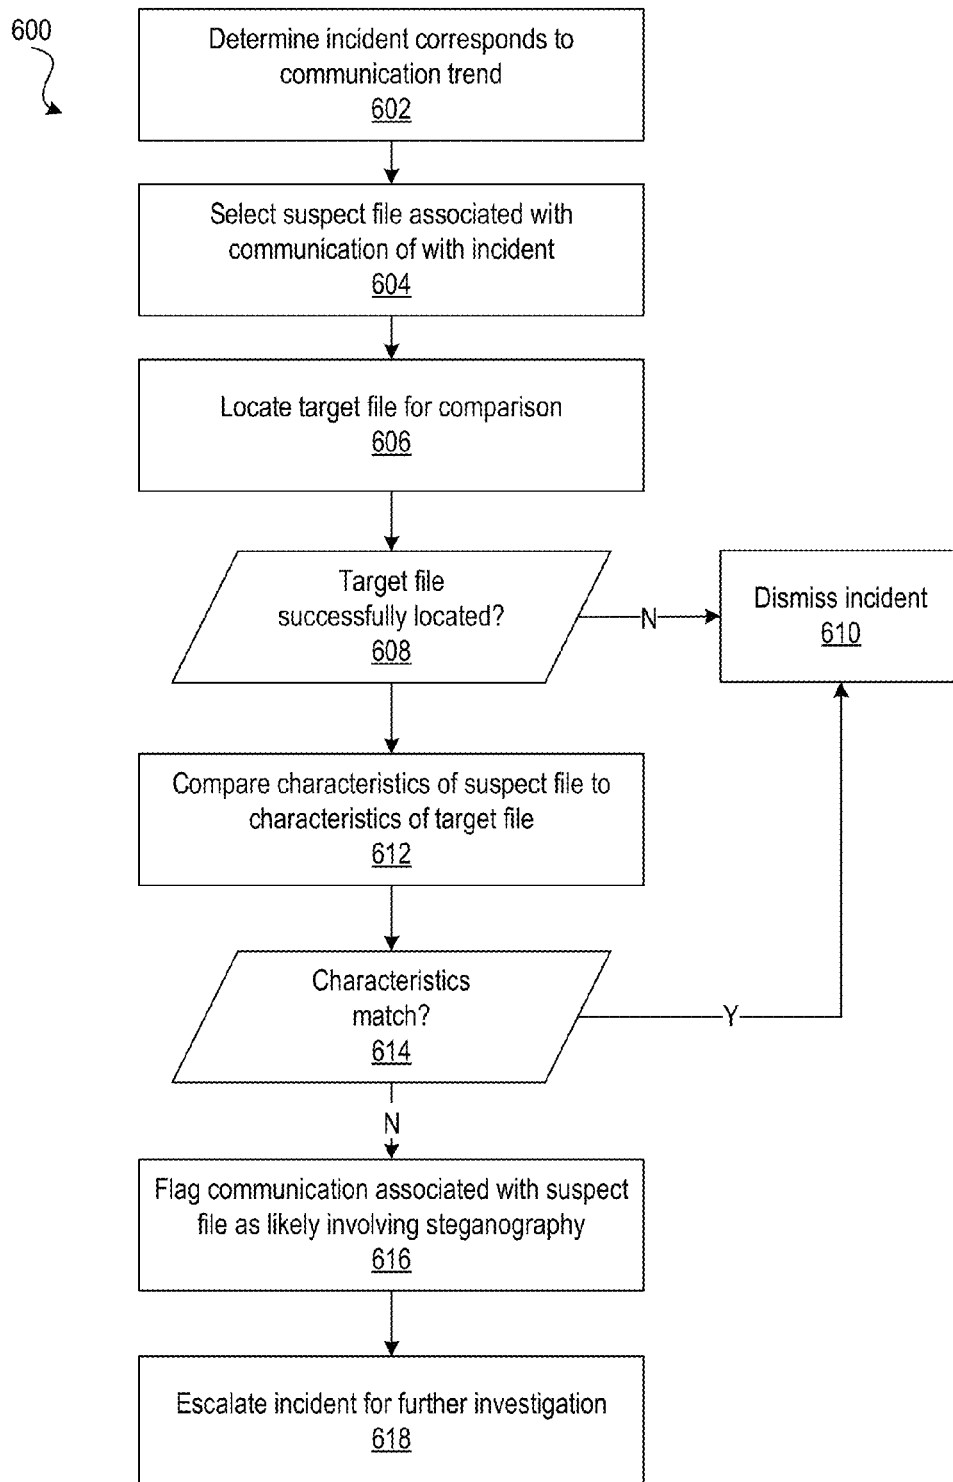 600
Determine incident corresponds to
communication trend
602
Select suspect file associated with
communication of with incident
604
Locate target file for comparison
606
Target file
successfully located?
608
N
Dismiss incident
610
Compare characteristics of suspect file to
characteristics of target file
612
Characteristics
match?
614
Y
N
Flag communication associated with suspect
file as likely involving steganography
616
Escalate incident for further investigation
618